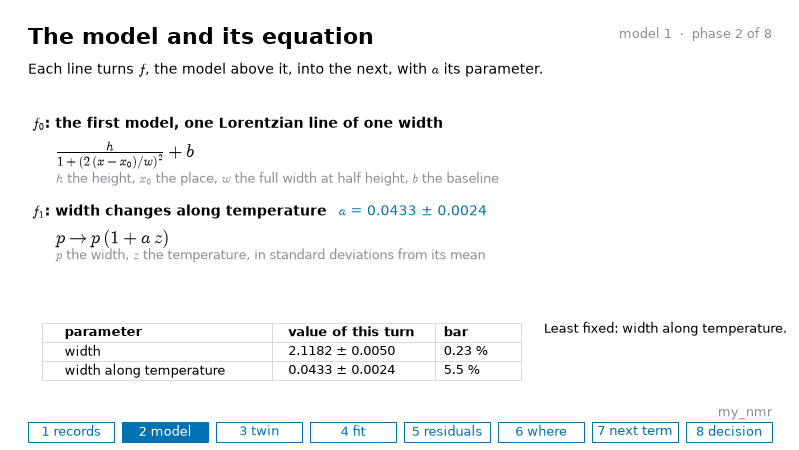 The model and its equation
model 1 · phase 2 of 8
Each line turns f, the model above it, into the next, with a its parameter.
f₀: the first model, one Lorentzian line of one width
h / (1 + (2 (x − x₀)/w)²) + b
h the height, x₀ the place, w the full width at half height, b the baseline
f₁: width changes along temperature a = 0.0433 ± 0.0024
p → p (1 + a z)
p the width, z the temperature, in standard deviations from its mean
parameter value of this turn bar
width 2.1182 ± 0.0050 0.23 %
width along temperature 0.0433 ± 0.0024 5.5 %
Least fixed: width along temperature.
my_nmr
1 records 2 model 3 twin 4 fit 5 residuals 6 where 7 next term 8 decision